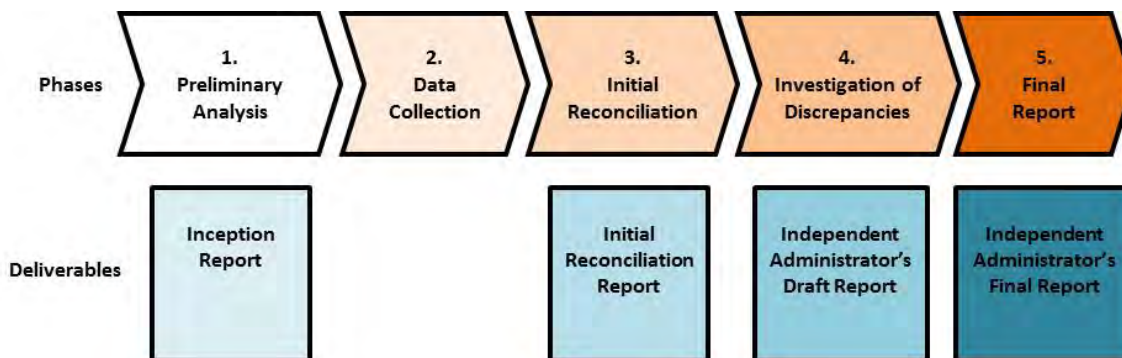 Phases
1.
Preliminary
Analysis
2.
Data
Collection
3.
Initial
Reconciliation
4.
Investigation of
Discrepancies
5.
Final
Report
Deliverables
Inception
Report
Initial
Reconciliation
Report
Independent
Administrator’s
Draft Report
Independent
Administrator’s
Final Report